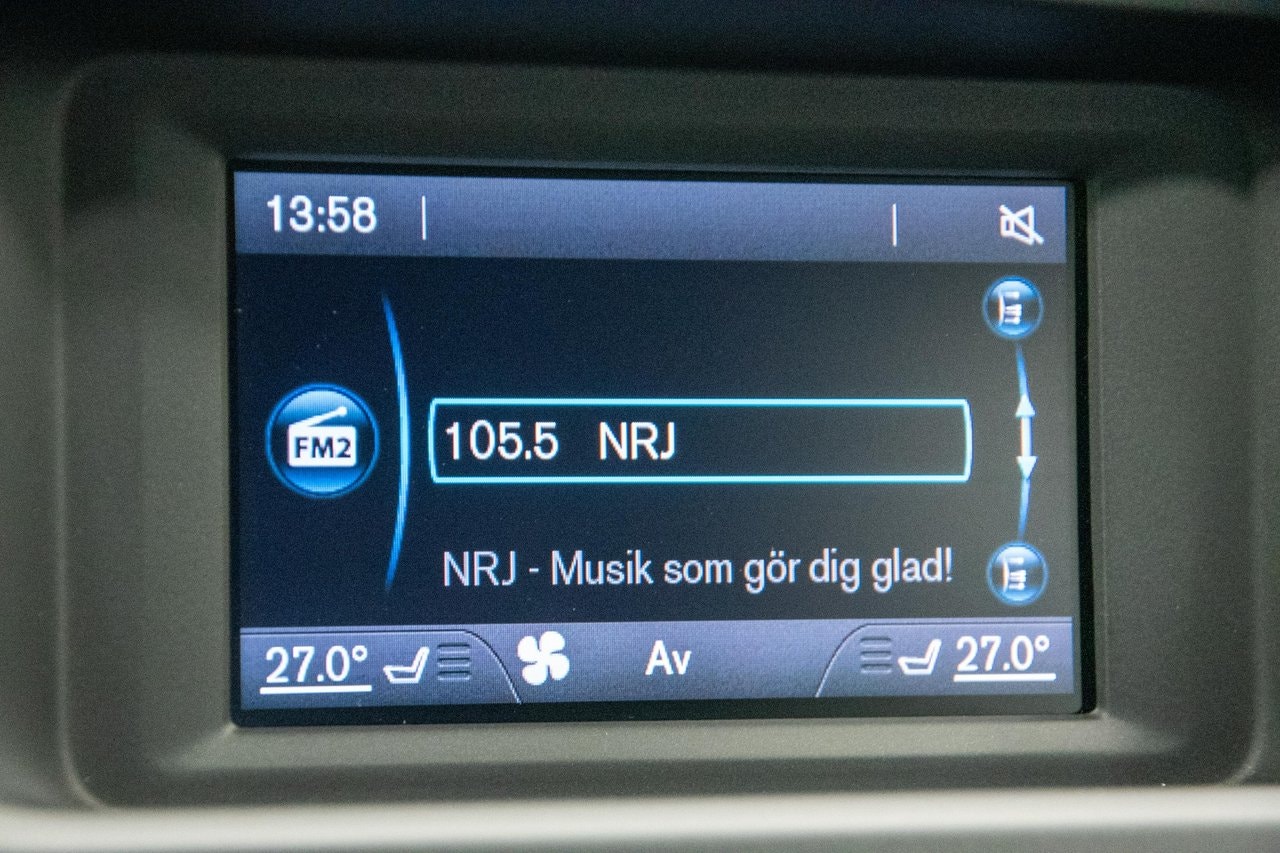 13:58
FM2
105.5 NRJ
NRJ - Musik som gör dig glad!
27.0° Av 27.0°